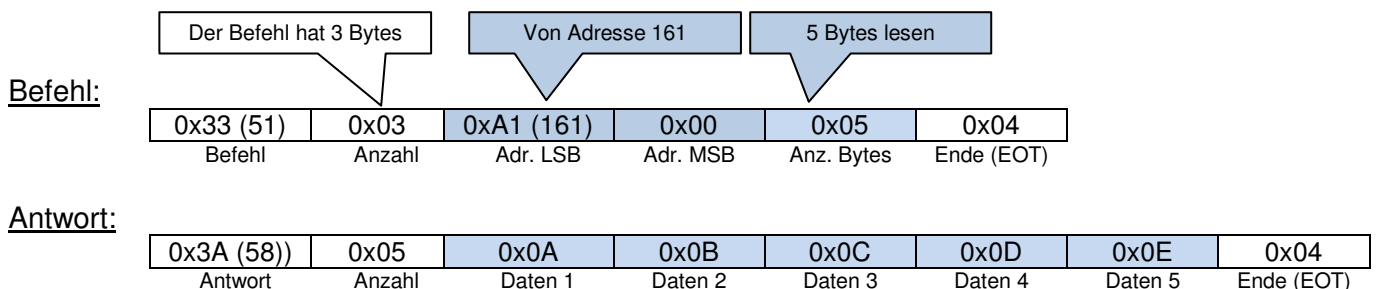 Der Befehl hat 3 Bytes Von Adresse 161 5 Bytes lesen
Befehl:
0x33 (51) 0x03 0xA1 (161) 0x00 0x05 0x04
Befehl Anzahl Adr. LSB Adr. MSB Anz. Bytes Ende (EOT)
Antwort:
0x3A (58)) 0x05 0x0A 0x0B 0x0C 0x0D 0x0E 0x04
Antwort Anzahl Daten 1 Daten 2 Daten 3 Daten 4 Daten 5 Ende (EOT)